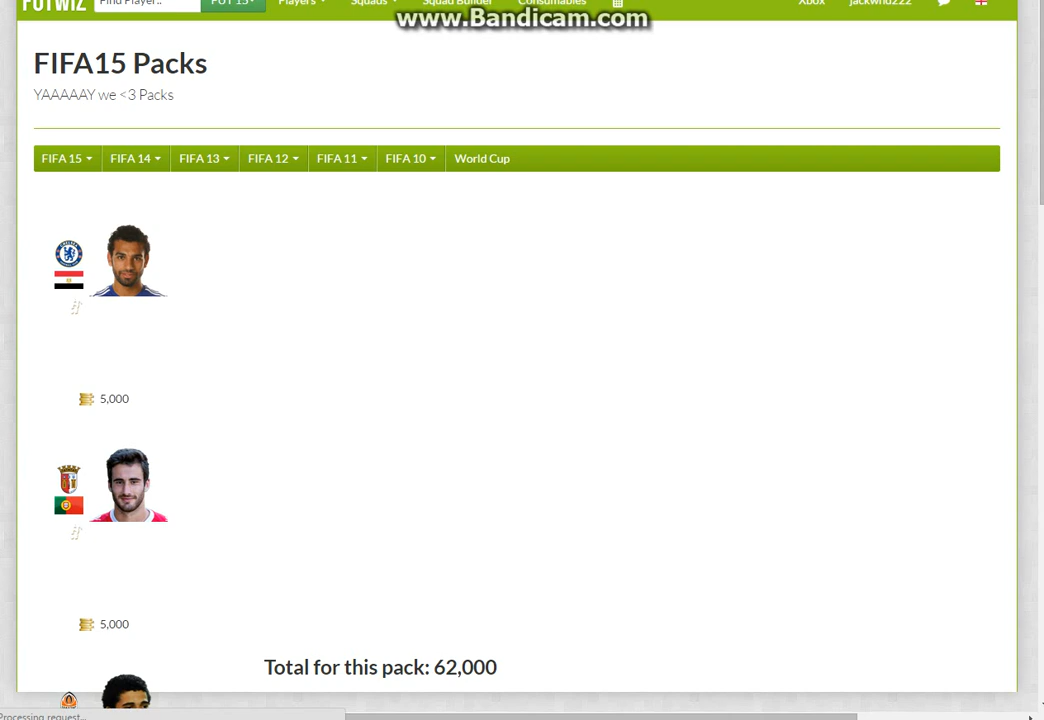 www.Bandicam.com
FUTWIZ Find Player.. FUT 15 Players Squads Squad Builder Consumables Xbox jackwhd222
FIFA15 Packs
YAAAAAY we <3 Packs
FIFA 15 FIFA 14 FIFA 13 FIFA 12 FIFA 11 FIFA 10 World Cup
5,000
5,000
Total for this pack: 62,000
Processing request...